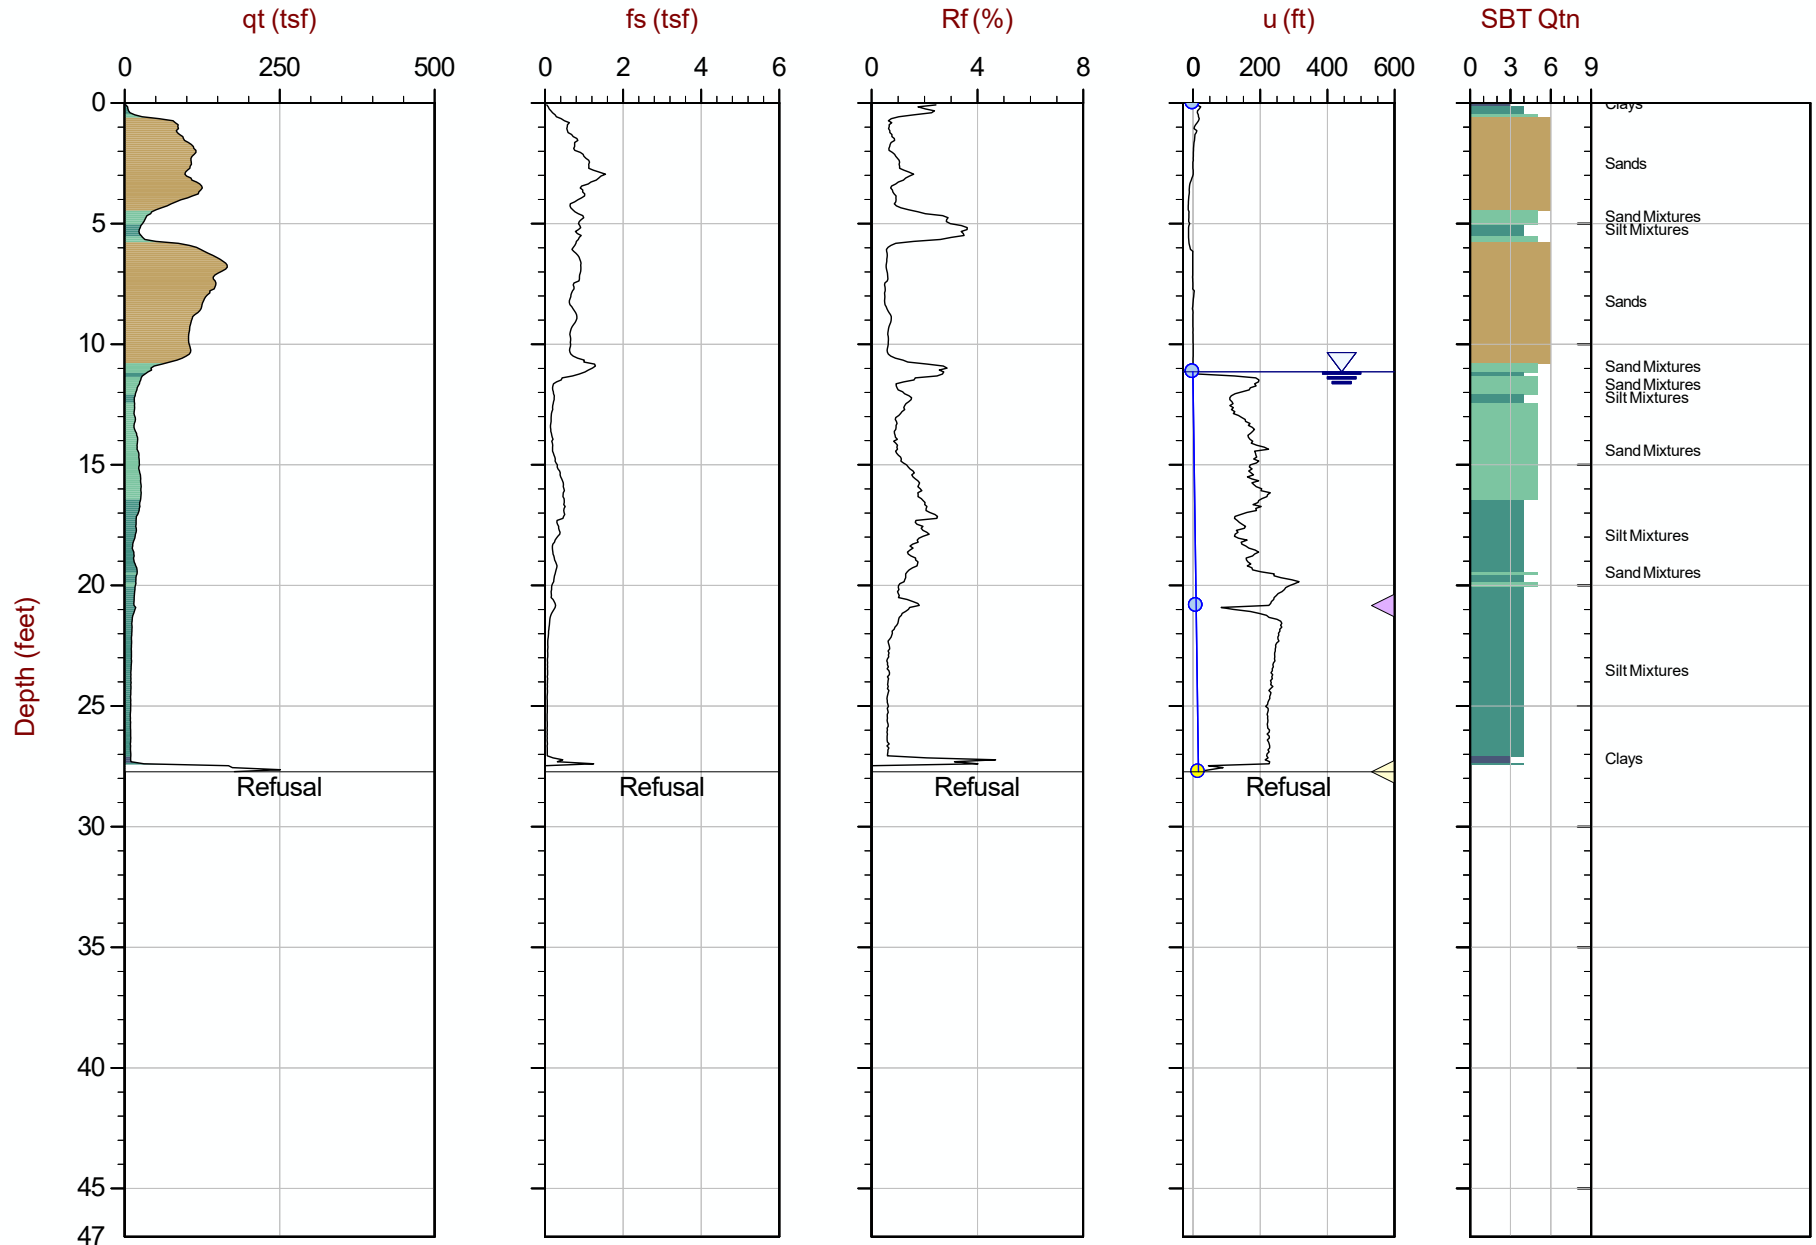 qt (tsf) fs (tsf) Rf (%) u (ft) SBT Qtn
0 250 500 0 2 4 6 0 4 8 0 200 400 600 0 3 6 9
0 Clays
Sands
5 Sand Mixtures
Silt Mixtures
Sands
10
Sand Mixtures
Sand Mixtures
Silt Mixtures
Sand Mixtures
15
Silt Mixtures
Sand Mixtures
20
Silt Mixtures
25
Clays
Refusal Refusal Refusal Refusal
30
35
40
45
47
Depth (feet)